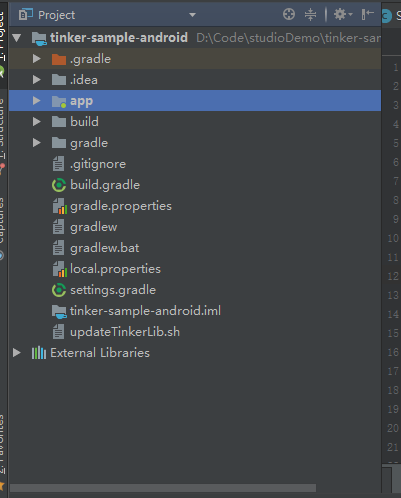 Project
tinker-sample-android D:\Code\studioDemo\tinker-sar
.gradle
.idea
app
build
gradle
.gitignore
build.gradle
gradle.properties
gradlew
gradlew.bat
local.properties
settings.gradle
tinker-sample-android.iml
updateTinkerLib.sh
External Libraries
1
2
3
4
5
6
7
8
9
10
11
12
13
14
15
16
17
18
19
20
21
Project
Structure
Captures
2: Favorites